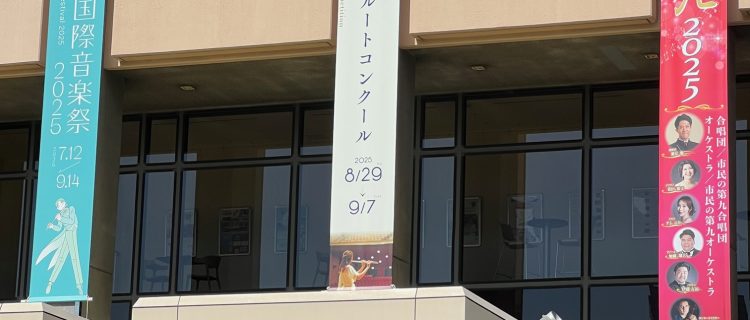 国際音楽祭
Festival 2025
2025
7.12
9.14
ルートコンクール
2025
8/29
9/7
2025
合唱団／市民の第九合唱団
オーケストラ／市民の第九オーケストラ